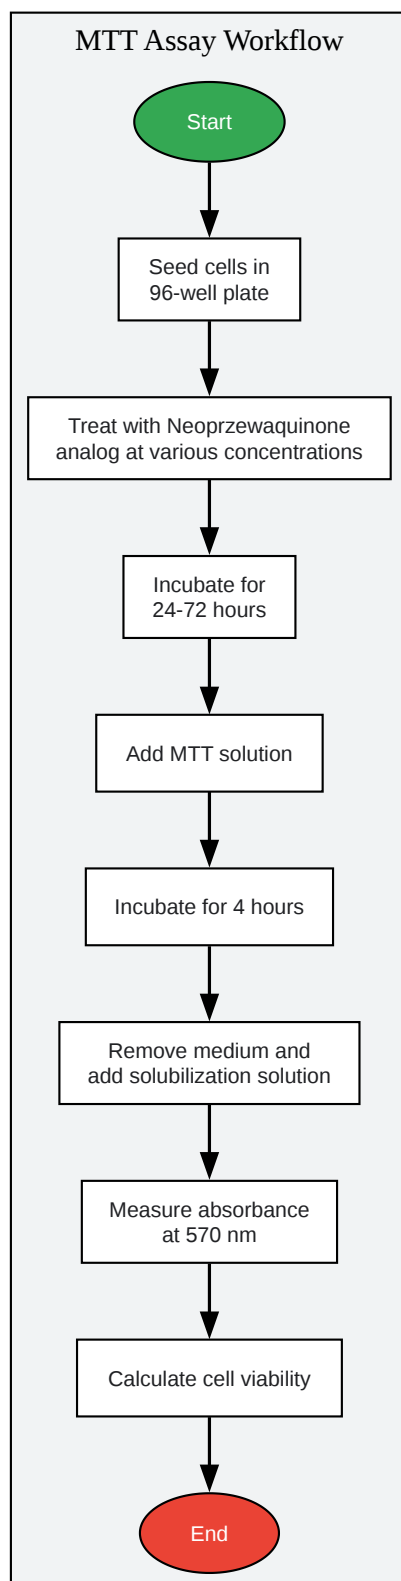 MTT Assay Workflow
Start
Seed cells in
96-well plate
Treat with Neoprzewaquinone
analog at various concentrations
Incubate for
24-72 hours
Add MTT solution
Incubate for 4 hours
Remove medium and
add solubilization solution
Measure absorbance
at 570 nm
Calculate cell viability
End